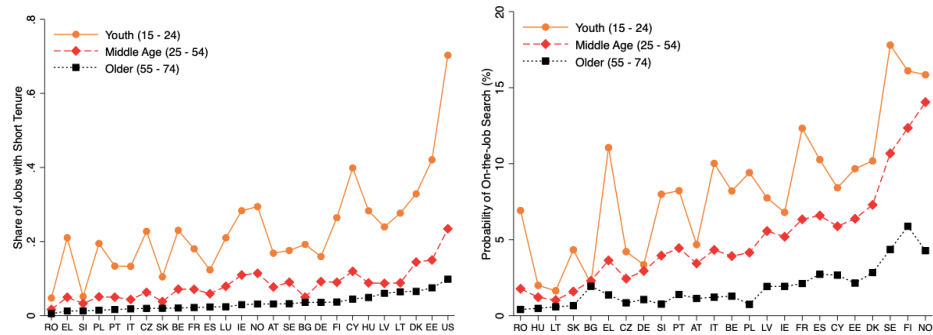 Share of Jobs with Short Tenure
.8
.6
.4
.2
0
Youth (15 - 24)
Middle Age (25 - 54)
Older (55 - 74)
RO EL SI PL PT IT CZ SK BE FR ES LU IE NO AT SE BG DE FI CY HU LV LT DK EE US
Probability of On-the-Job Search (%)
20
15
10
5
0
Youth (15 - 24)
Middle Age (25 - 54)
Older (55 - 74)
RO HU LT SK BG EL CZ DE SI PT AT IT BE PL LV IE FR ES CY EE DK SE FI NO